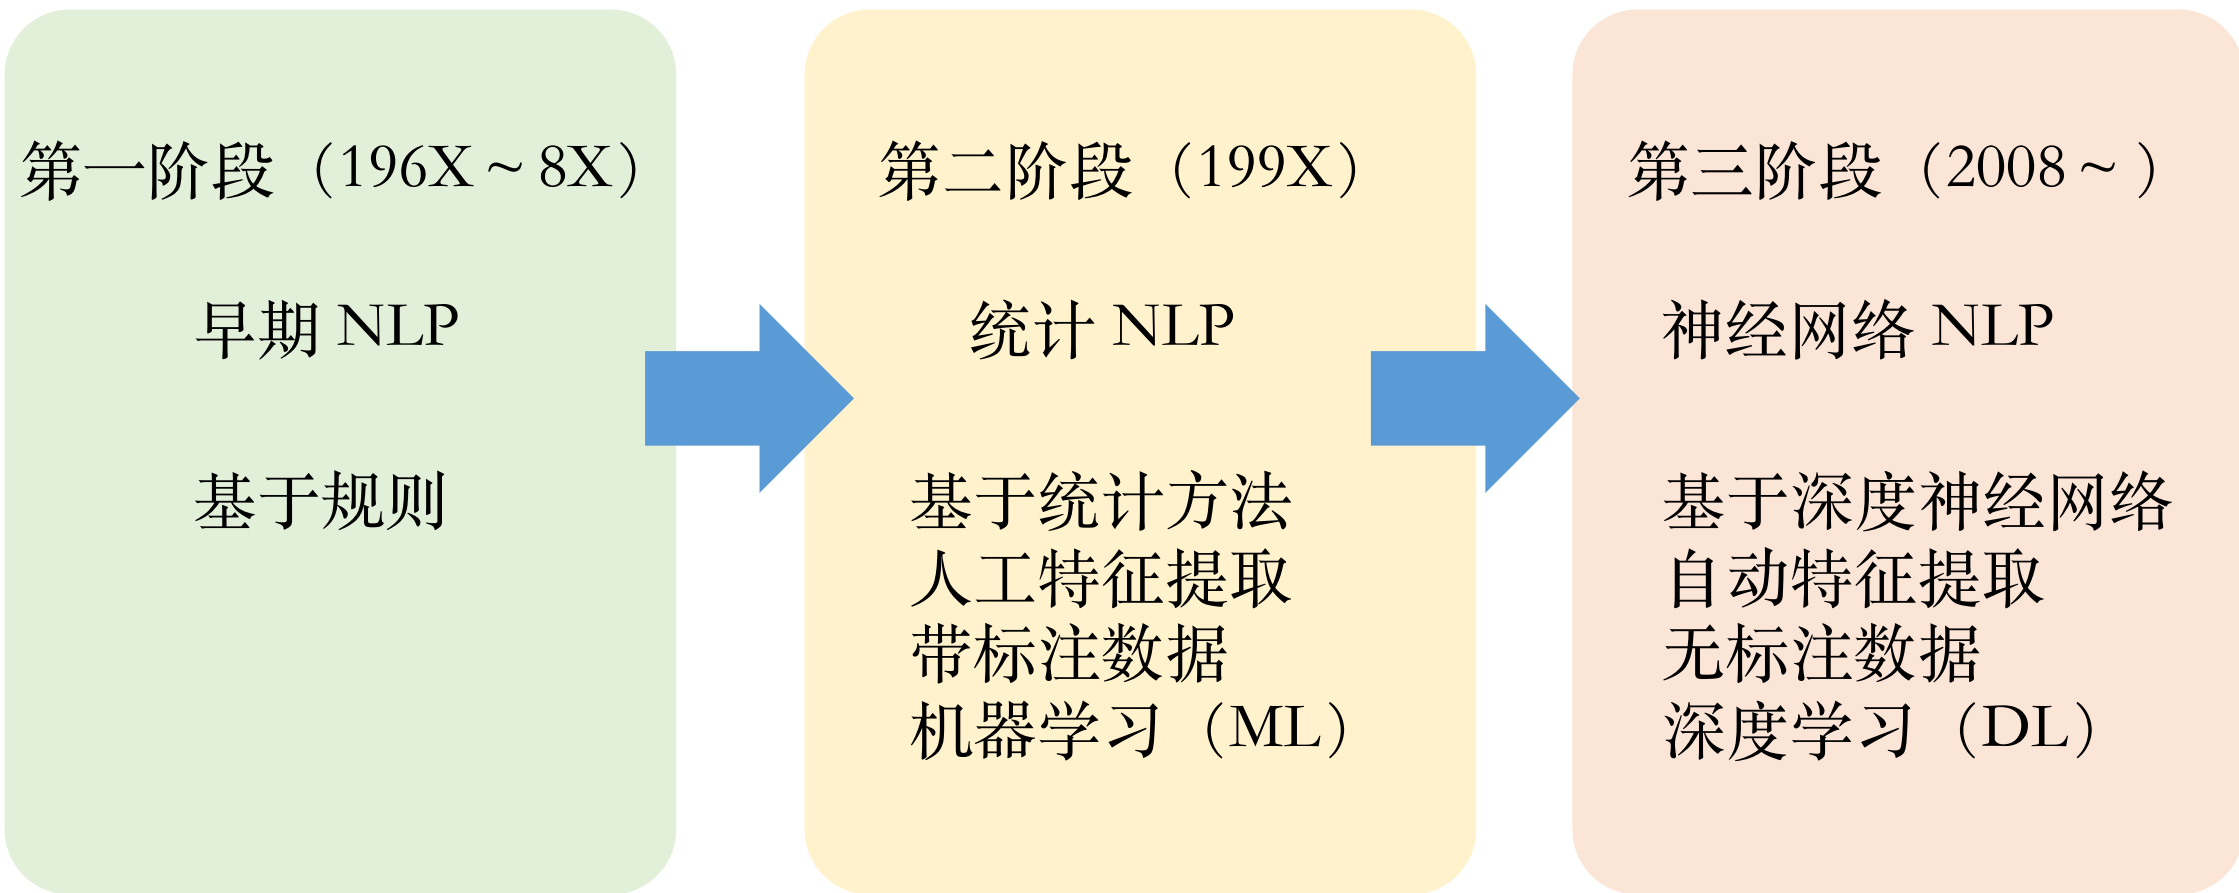 第一阶段（196X～8X）
早期 NLP
基于规则
第二阶段（199X）
统计 NLP
基于统计方法
人工特征提取
带标注数据
机器学习（ML）
第三阶段（2008～ ）
神经网络 NLP
基于深度神经网络
自动特征提取
无标注数据
深度学习（DL）